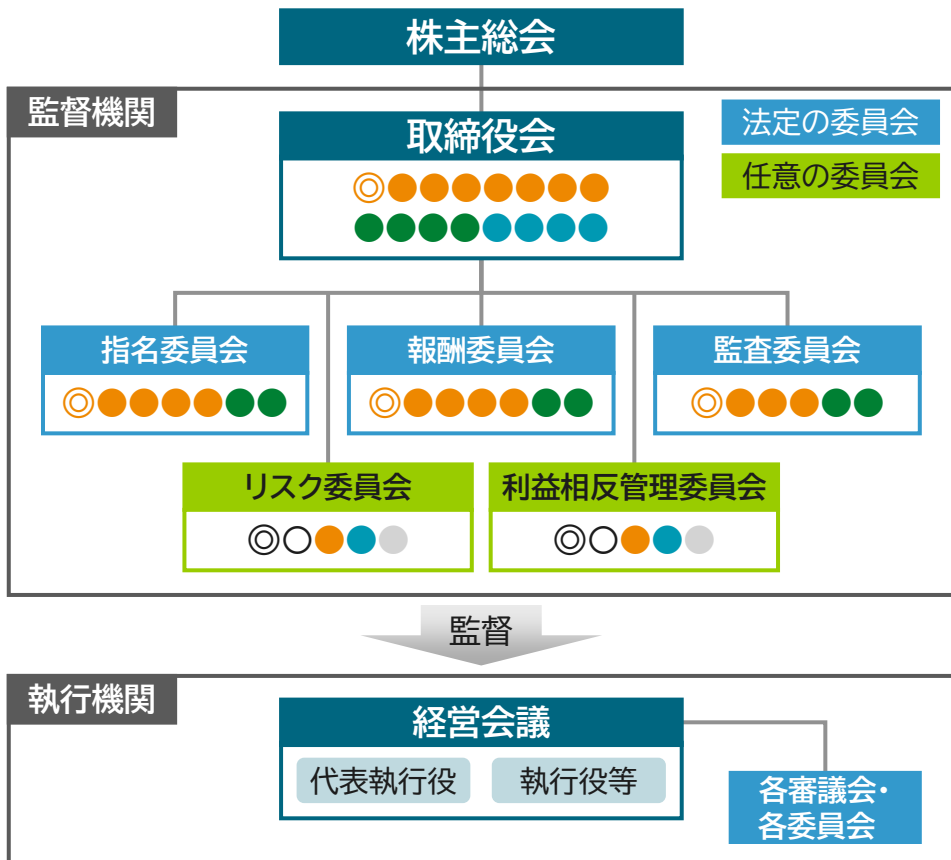 株主総会
監督機関
取締役会
法定の委員会
任意の委員会
指名委員会
報酬委員会
監査委員会
リスク委員会
利益相反管理委員会
監督
執行機関
経営会議
代表執行役
執行役等
各審議会・
各委員会